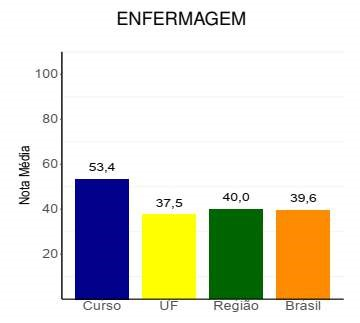 ENFERMAGEM
Nota Média
100
80
60
40
20
53,4
37,5
40,0
39,6
Curso
UF
Região
Brasil